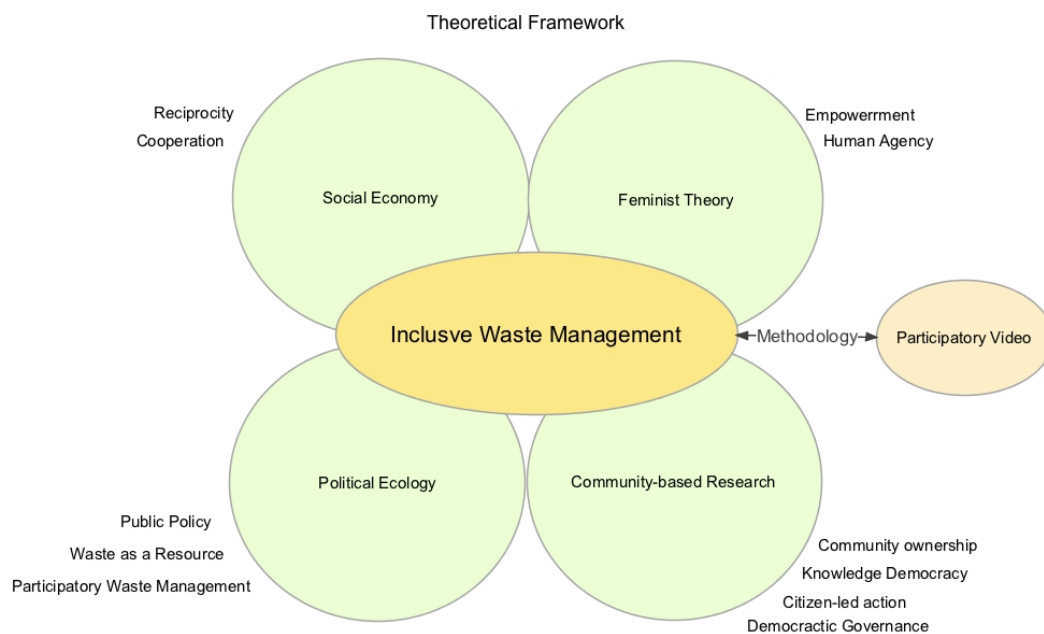 Theoretical Framework
Reciprocity
Cooperation
Empowerrment
Human Agency
Social Economy
Feminist Theory
Inclusve Waste Management
Methodology
Participatory Video
Political Ecology
Community-based Research
Public Policy
Waste as a Resource
Participatory Waste Management
Community ownership
Knowledge Democracy
Citizen-led action
Democractic Governance